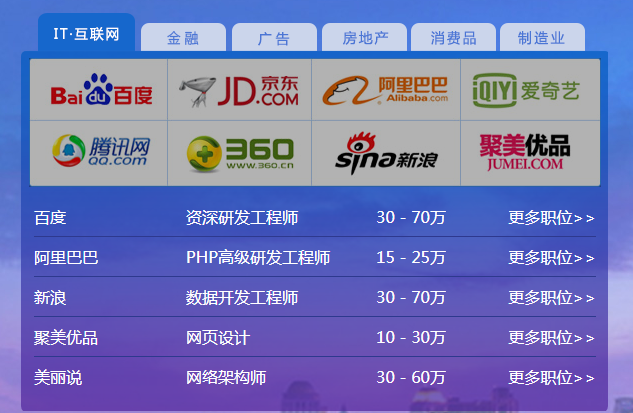 IT·互联网 金融 广告 房地产 消费品 制造业
Bai du 百度 JD.京东 .COM 阿里巴巴 Alibaba.com iQIYI 爱奇艺
腾讯网 QQ.com 360 www.360.cn sina新浪 聚美优品 JUMEI.COM
百度 资深研发工程师 30 - 70万 更多职位>>
阿里巴巴 PHP高级研发工程师 15 - 25万 更多职位>>
新浪 数据开发工程师 30 - 70万 更多职位>>
聚美优品 网页设计 10 - 30万 更多职位>>
美丽说 网络架构师 30 - 60万 更多职位>>